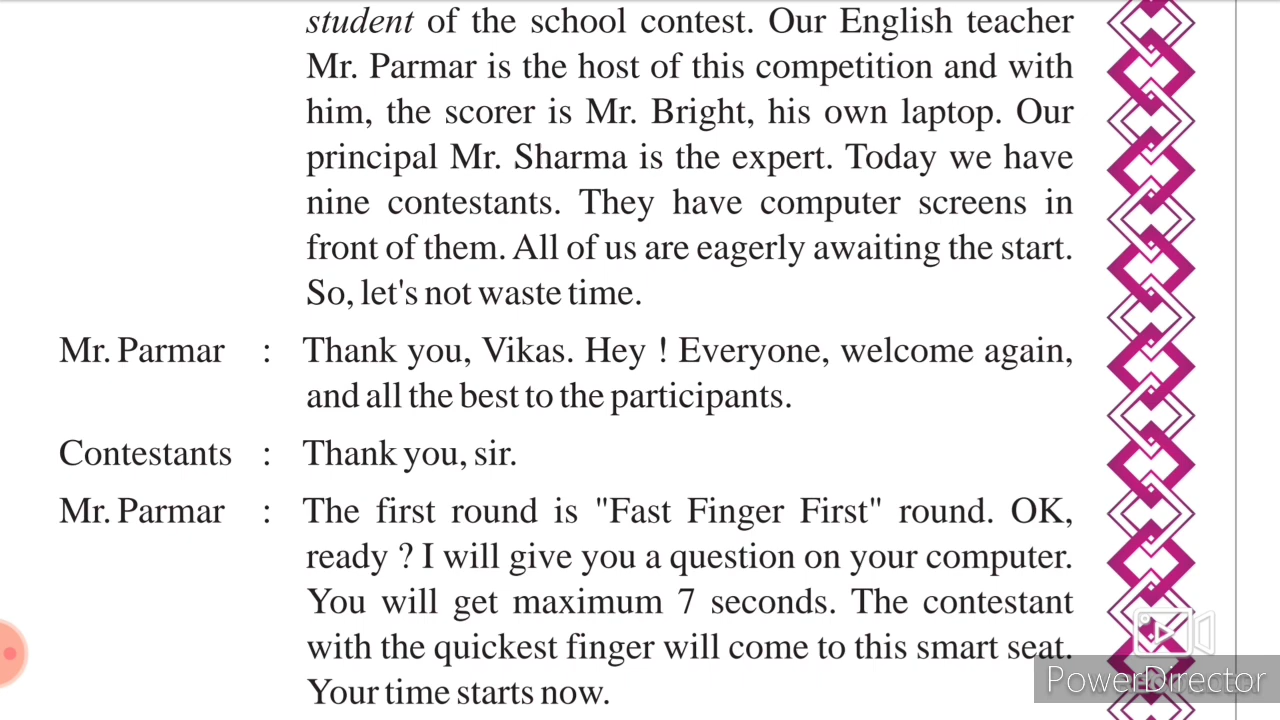 student of the school contest. Our English teacher
Mr. Parmar is the host of this competition and with
him, the scorer is Mr. Bright, his own laptop. Our
principal Mr. Sharma is the expert. Today we have
nine contestants. They have computer screens in
front of them. All of us are eagerly awaiting the start.
So, let's not waste time.
Mr. Parmar : Thank you, Vikas. Hey ! Everyone, welcome again,
and all the best to the participants.
Contestants : Thank you, sir.
Mr. Parmar : The first round is "Fast Finger First" round. OK,
ready ? I will give you a question on your computer.
You will get maximum 7 seconds. The contestant
with the quickest finger will come to this smart seat.
Your time starts now.
PowerDirector